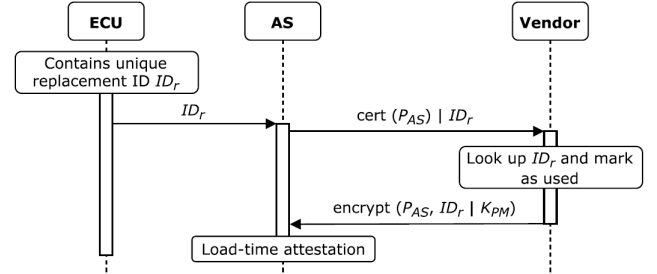 ECU
AS
Vendor
Contains unique
replacement ID IDr
IDr
cert (PAS) | IDr
Look up IDr and mark
as used
encrypt (PAS, IDr | KPM)
Load-time attestation